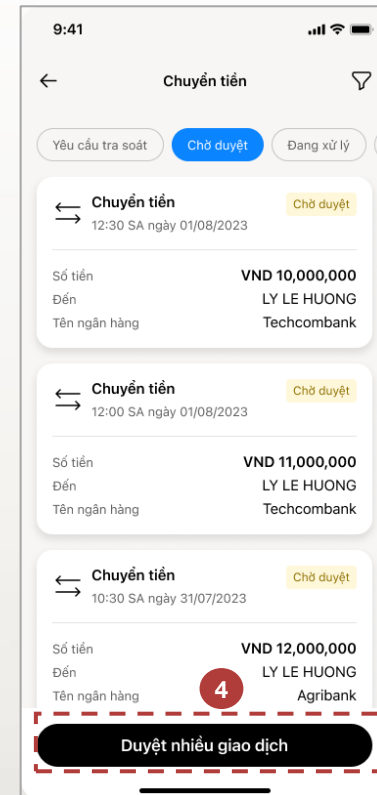 9:41
Chuyển tiền
Yêu cầu tra soát Chờ duyệt Đang xử lý
Chuyển tiền Chờ duyệt
12:30 SA ngày 01/08/2023
Số tiền VND 10,000,000
Đến LY LE HUONG
Tên ngân hàng Techcombank
Chuyển tiền Chờ duyệt
12:00 SA ngày 01/08/2023
Số tiền VND 11,000,000
Đến LY LE HUONG
Tên ngân hàng Techcombank
Chuyển tiền Chờ duyệt
10:30 SA ngày 31/07/2023
Số tiền VND 12,000,000
Đến LY LE HUONG
Tên ngân hàng Agribank
4
Duyệt nhiều giao dịch